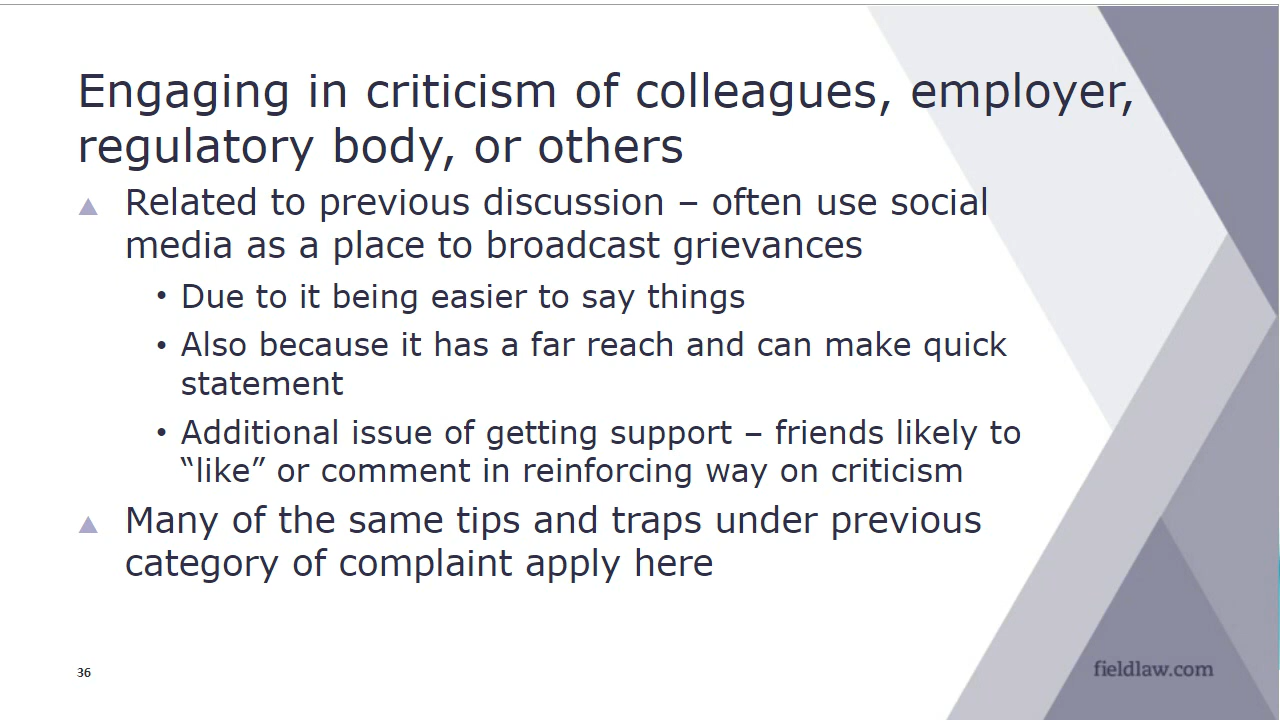 Engaging in criticism of colleagues, employer,
regulatory body, or others
▲ Related to previous discussion – often use social
media as a place to broadcast grievances
• Due to it being easier to say things
• Also because it has a far reach and can make quick
statement
• Additional issue of getting support – friends likely to
“like” or comment in reinforcing way on criticism
▲ Many of the same tips and traps under previous
category of complaint apply here
36
fieldlaw.com